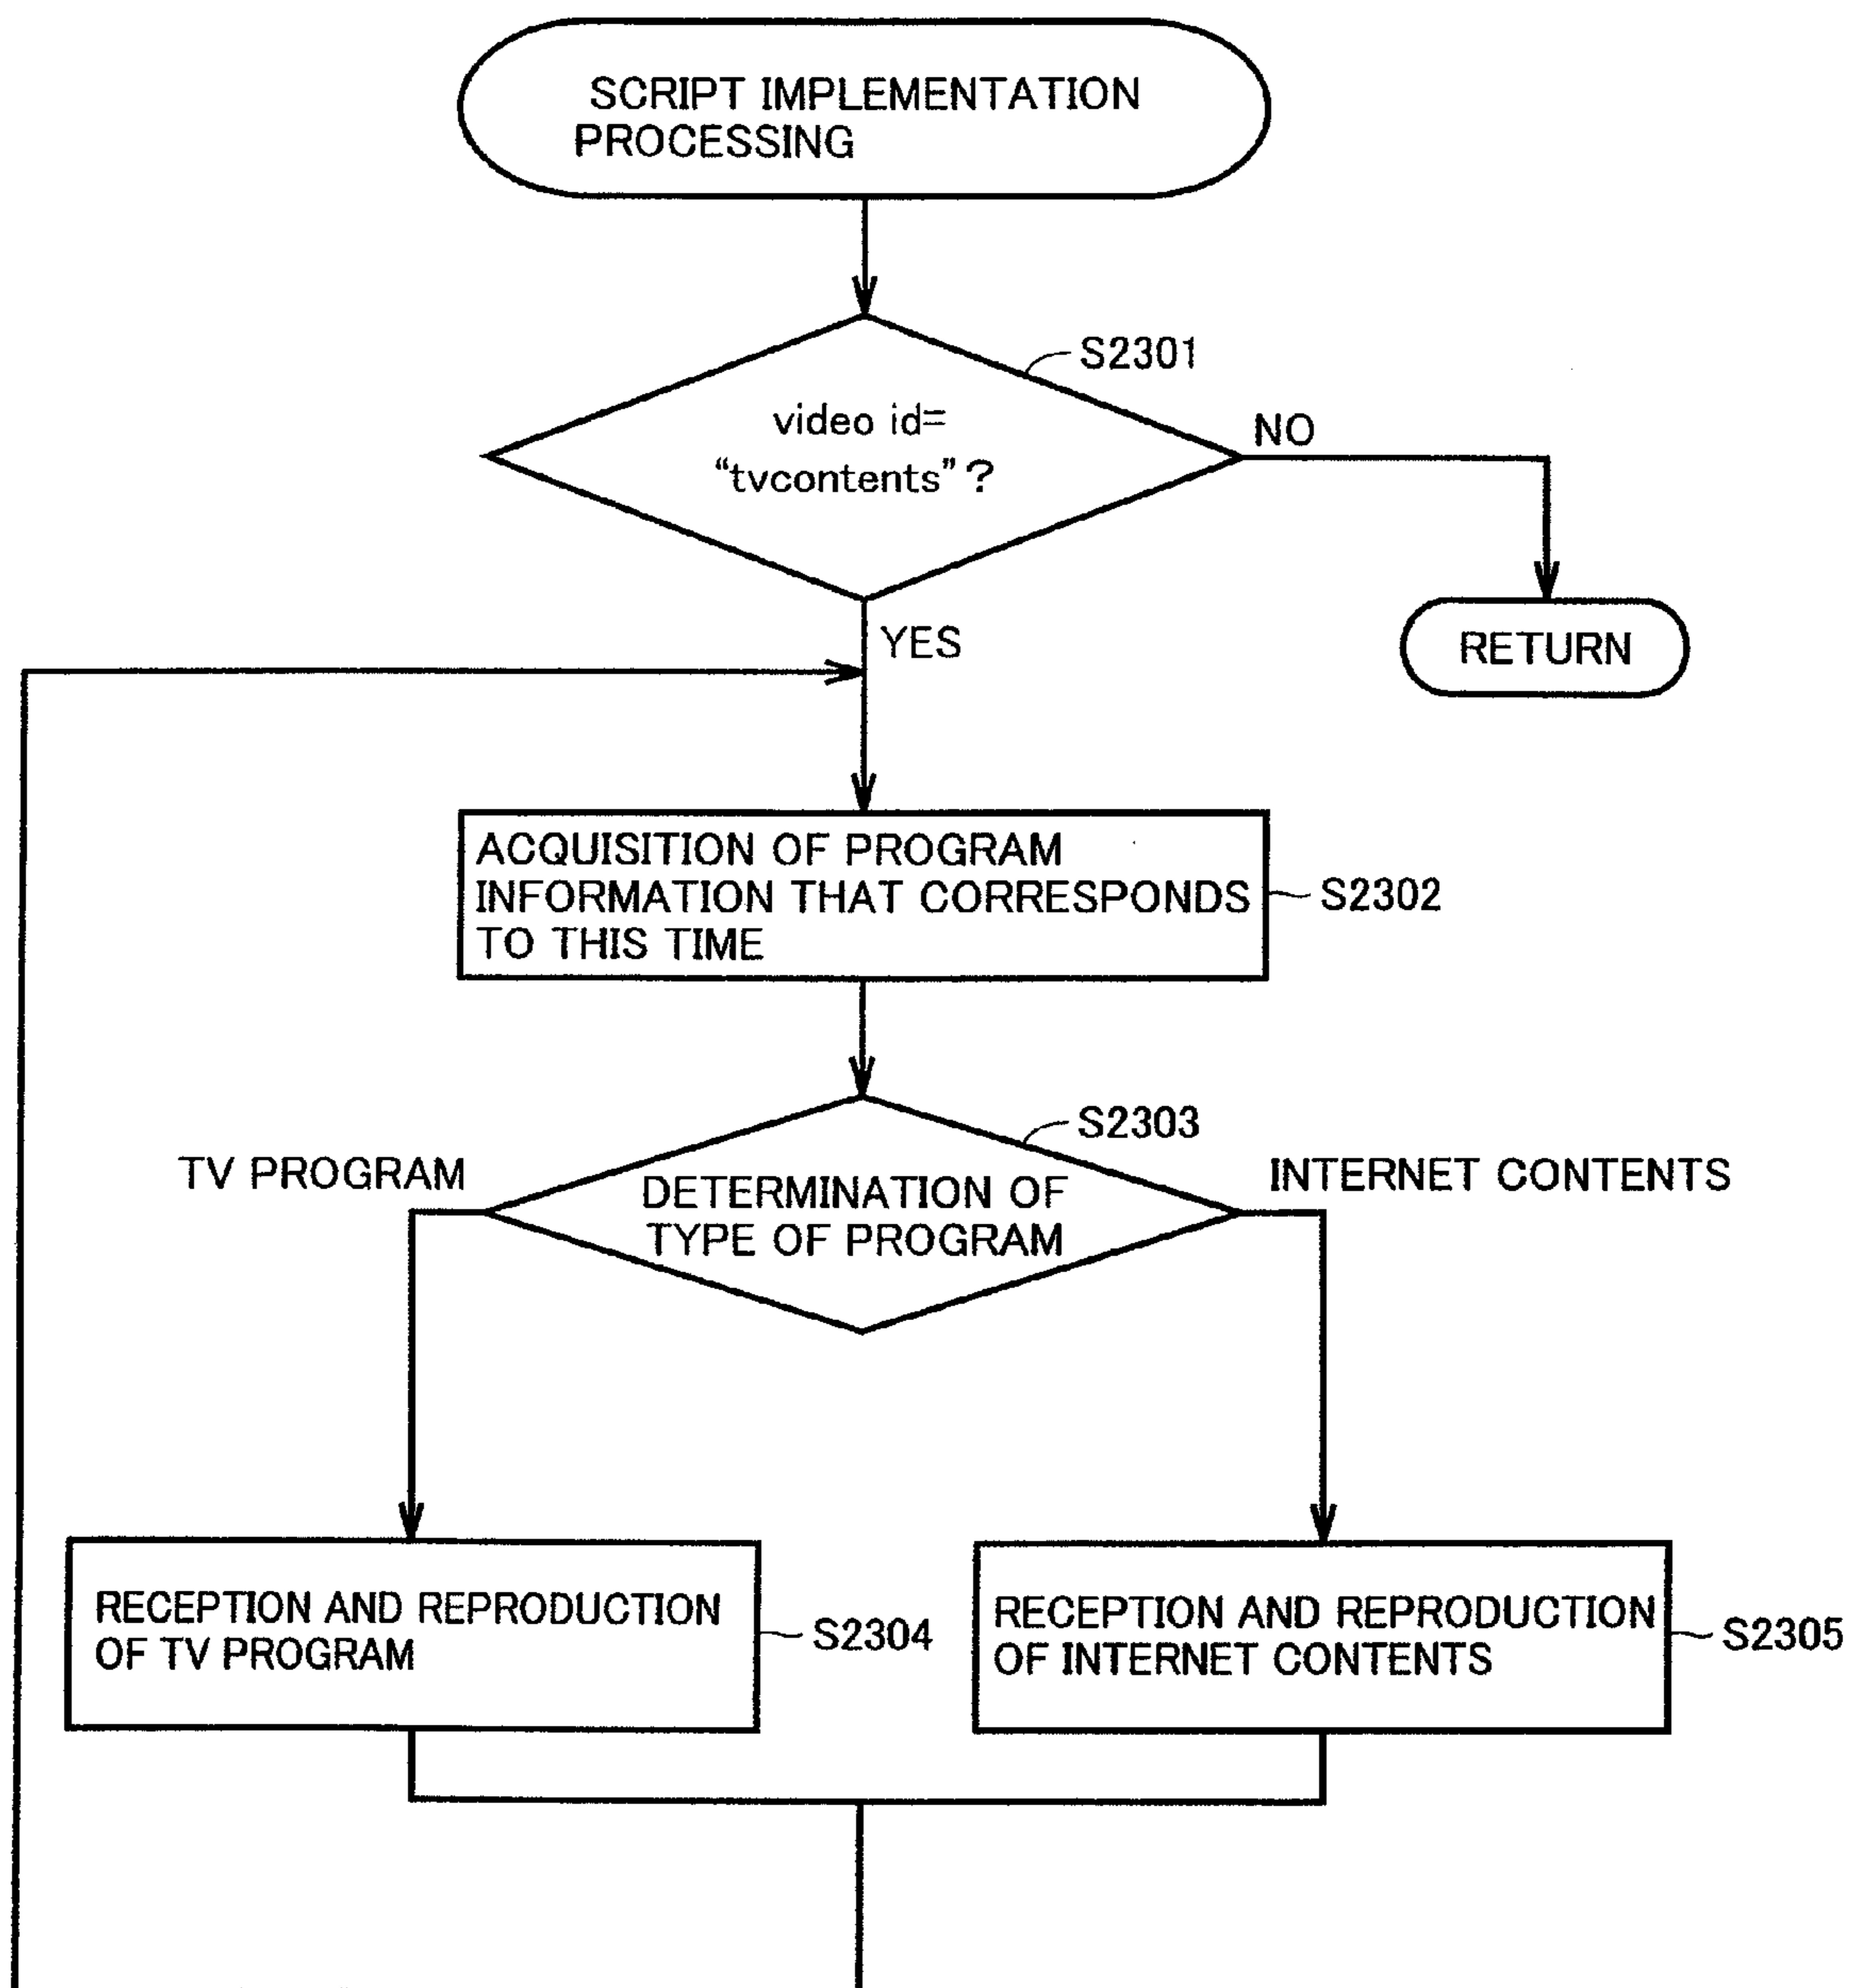 SCRIPT IMPLEMENTATION
PROCESSING
S2301
video id=
“tvcontents”?
NO
YES
RETURN
ACQUISITION OF PROGRAM
INFORMATION THAT CORRESPONDS
TO THIS TIME
S2302
S2303
TV PROGRAM
DETERMINATION OF
TYPE OF PROGRAM
INTERNET CONTENTS
RECEPTION AND REPRODUCTION
OF TV PROGRAM
S2304
RECEPTION AND REPRODUCTION
OF INTERNET CONTENTS
S2305